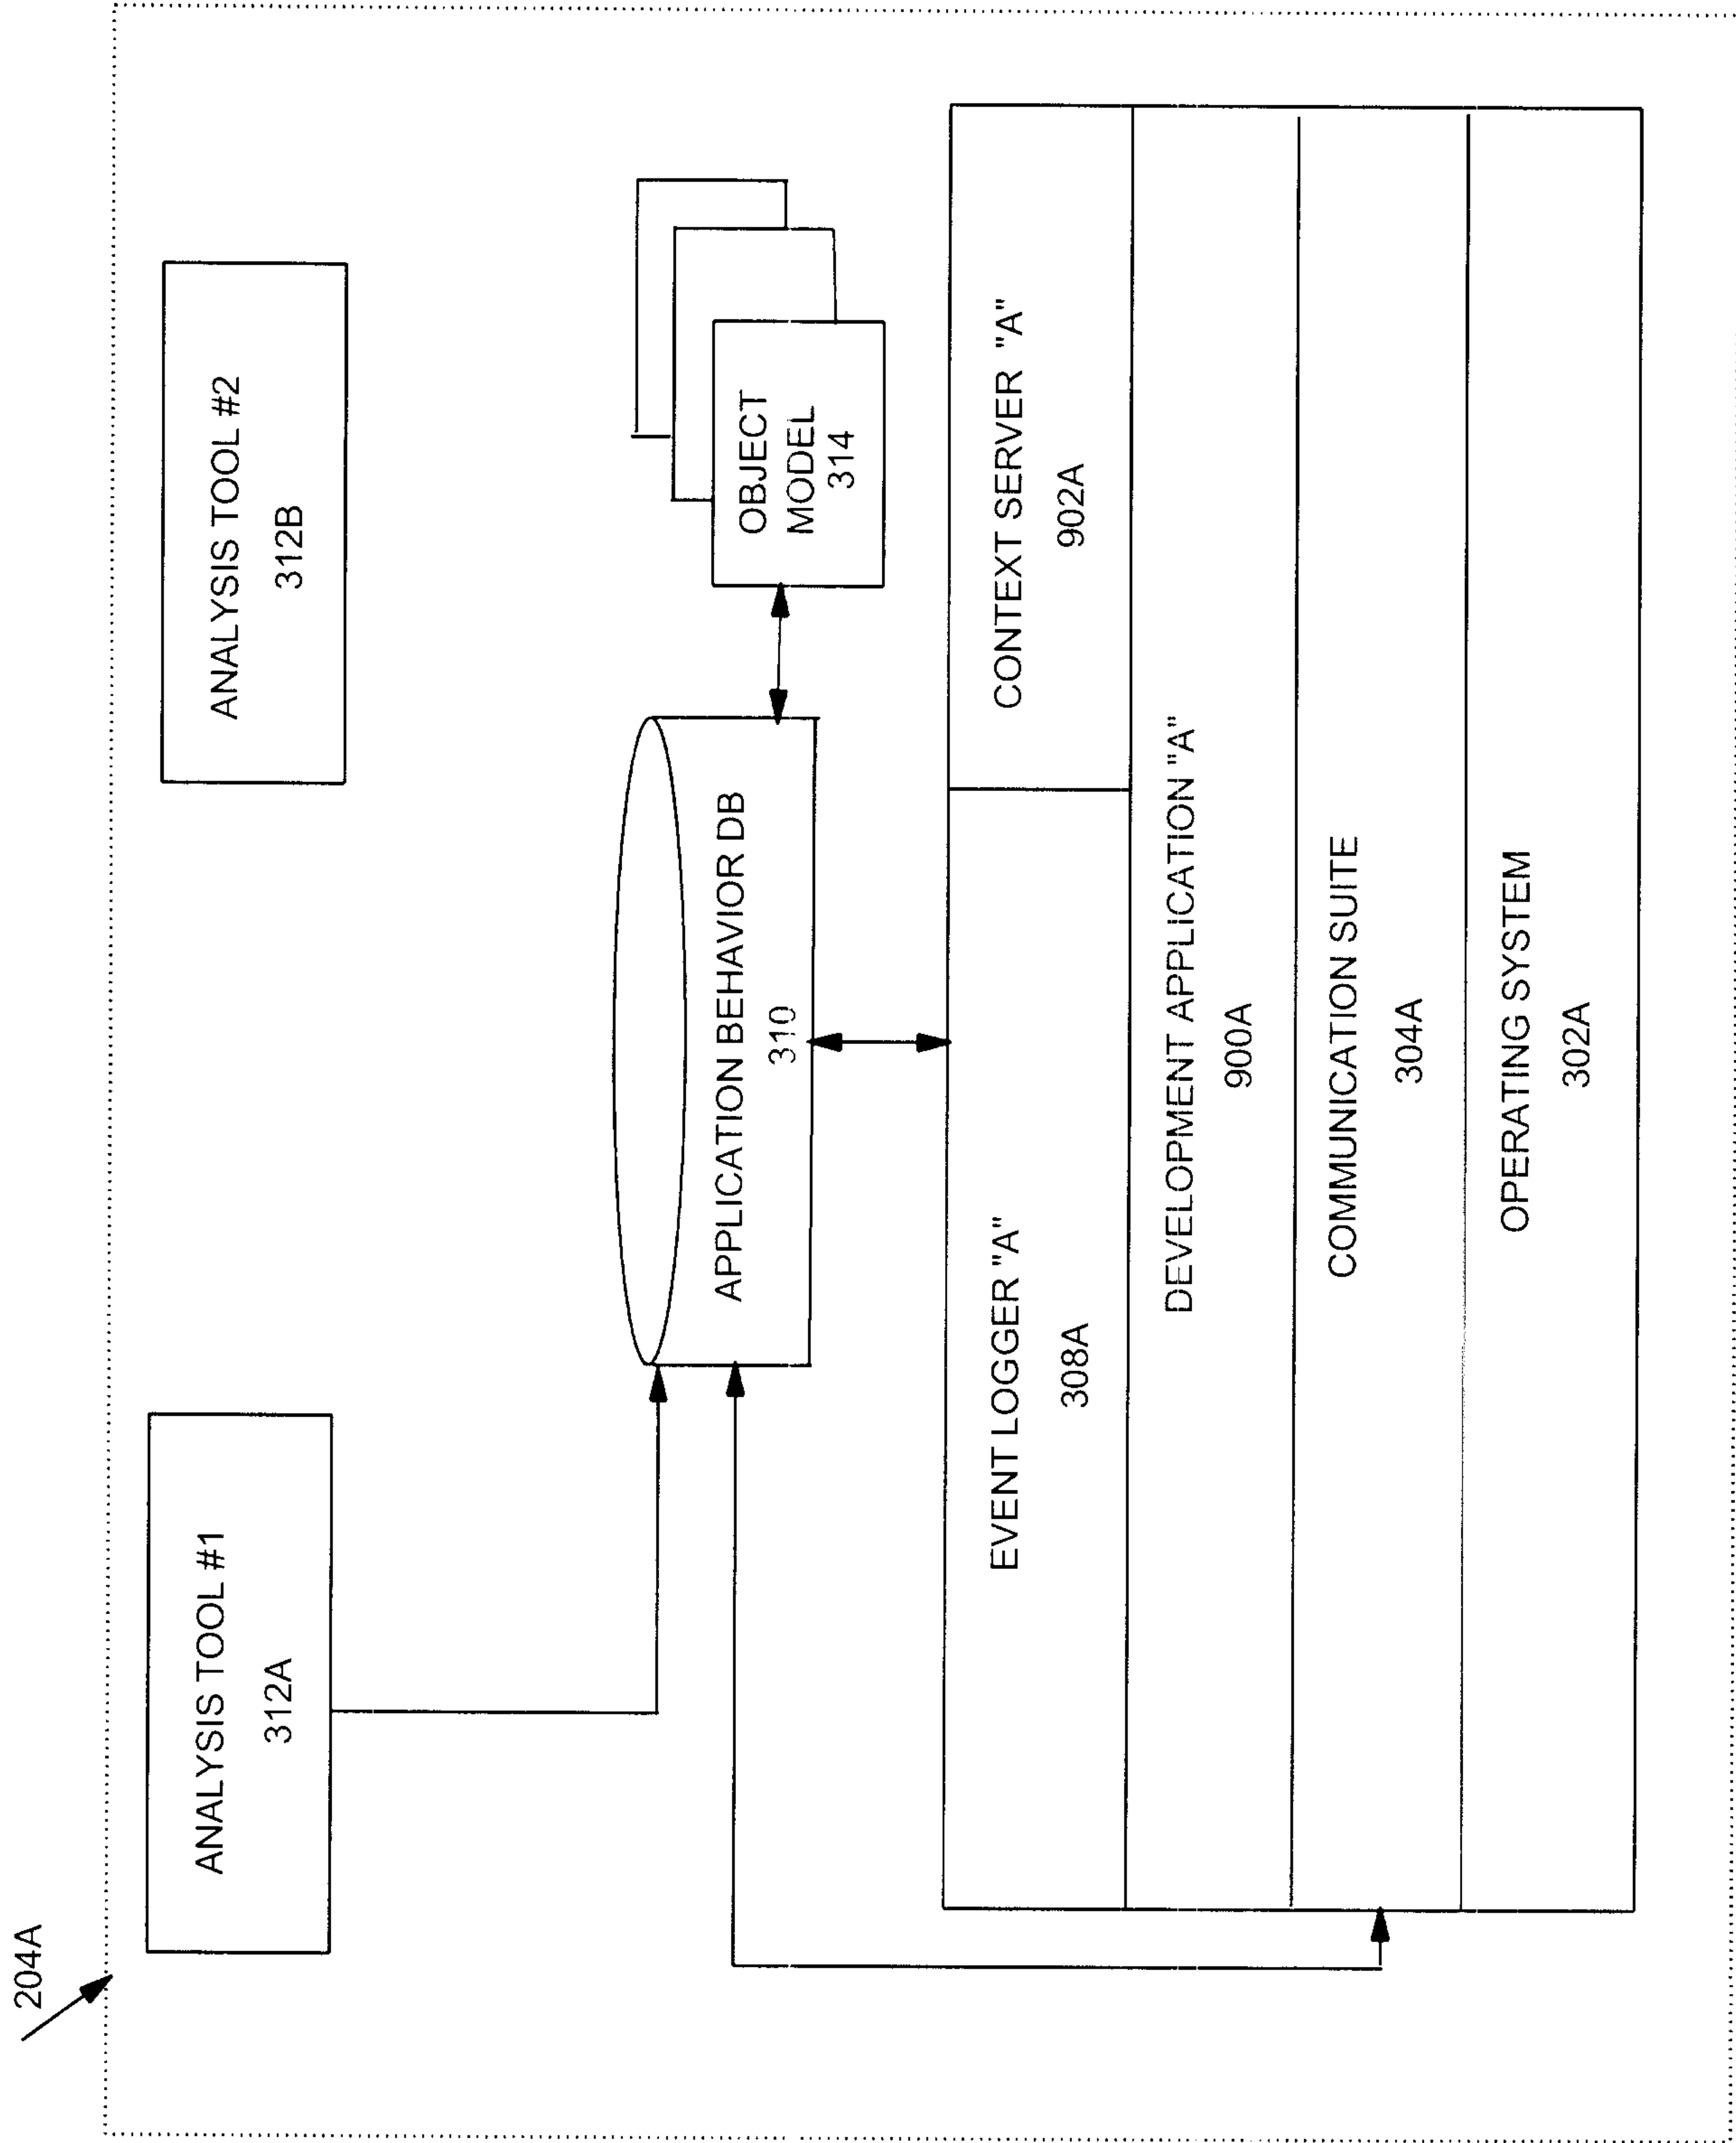 204A
ANALYSIS TOOL #1
312A
ANALYSIS TOOL #2
312B
APPLICATION BEHAVIOR DB
310
OBJECT
MODEL
314
EVENT LOGGER "A"
308A
CONTEXT SERVER "A"
902A
DEVELOPMENT APPLICATION "A"
900A
COMMUNICATION SUITE
304A
OPERATING SYSTEM
302A